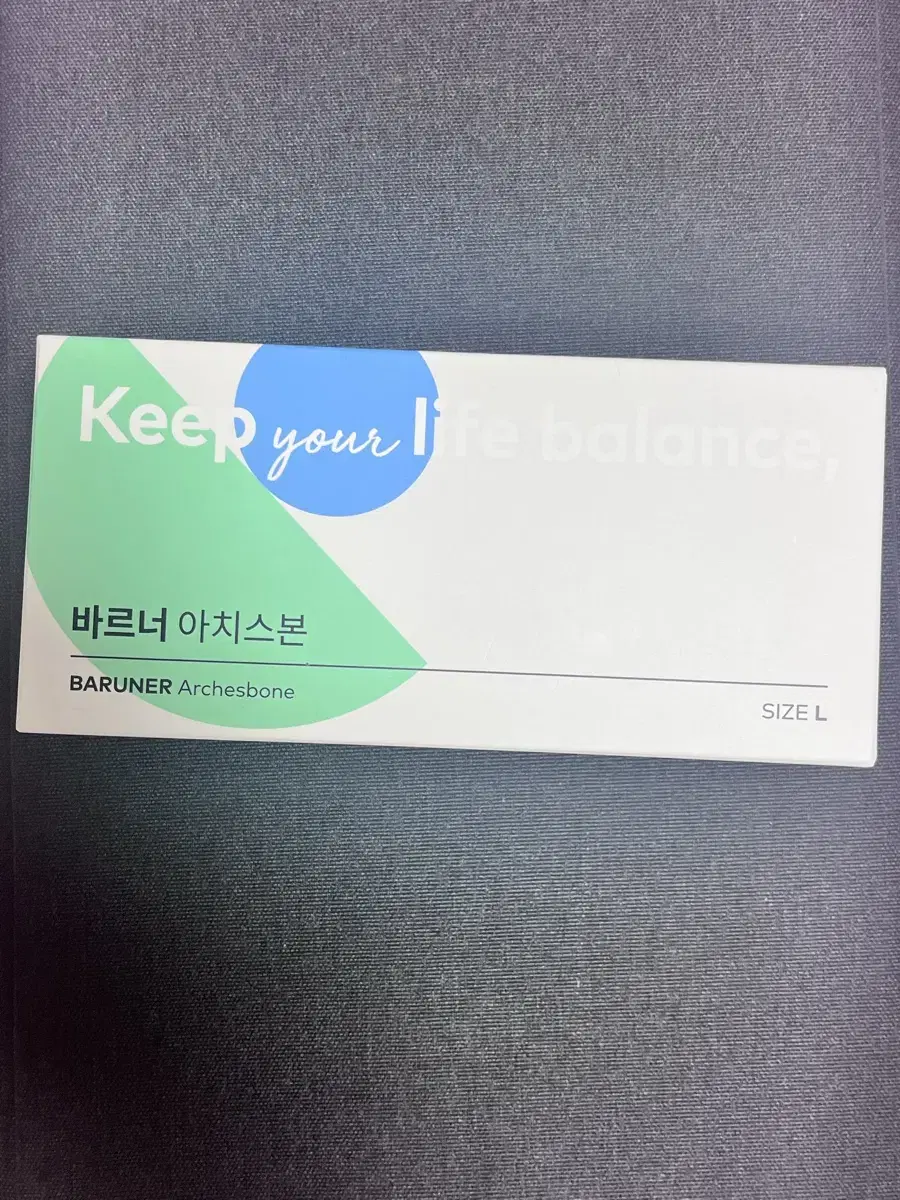 Keep your life balance,
바르너 아치스본
BARUNER Archesbone
SIZE L